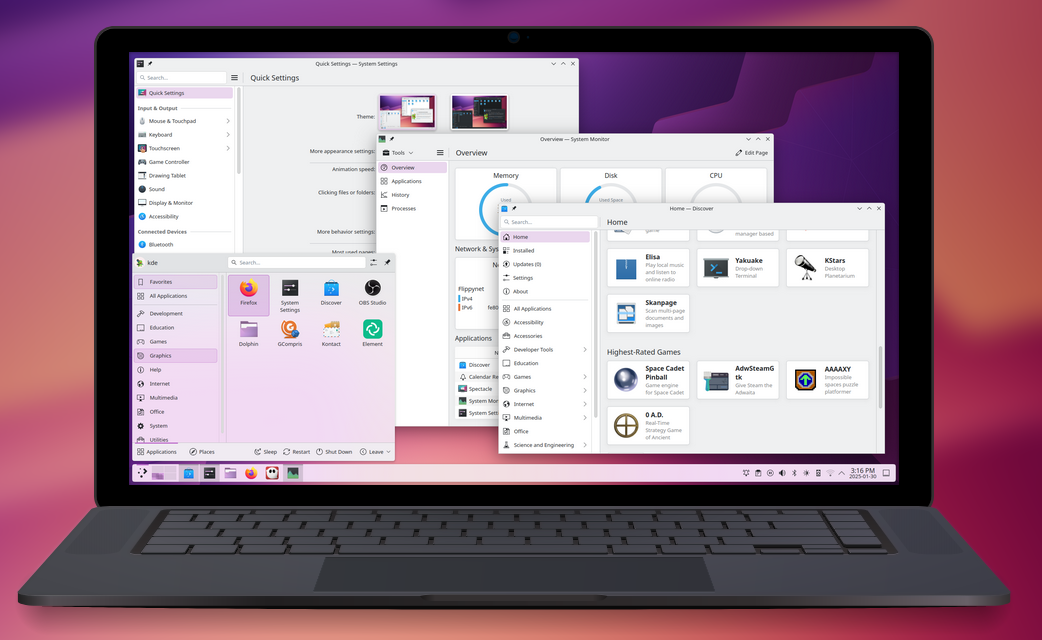 Quick Settings — System Settings
Search...
Quick Settings
Quick Settings
Input & Output
Mouse & Touchpad
Keyboard
Touchscreen
Game Controller
Drawing Tablet
Sound
Display & Monitor
Accessibility
Connected Devices
Bluetooth
Theme:
More appearance settings:
Animation speed:
Clicking files or folders:
More behavior settings:
Most used pages:
Overview — System Monitor
Tools
Overview
Edit Page
Overview
Applications
History
Processes
Memory
Used
Disk
Used Space
CPU
Network & Sys
Flippynet
IPv4
IPv6
fe80
Applications
Discover
Calendar Re
Spectacle
System Mon
System Sett
Home — Discover
Search...
Home
Home
Installed
Updates (0)
Settings
About
All Applications
Accessibility
Accessories
Developer Tools
Education
Games
Graphics
Internet
Multimedia
Office
Science and Engineering
game
manager based
Elisa
Play local music
and listen to
online radio
Yakuake
Drop-down
Terminal
KStars
Desktop
Planetarium
Skanpage
Scan multi-page
documents and
images
Highest-Rated Games
Space Cadet
Pinball
Game engine
for Space Cadet
AdwSteamG
tk
Give Steam the
Adwaita
AAAAXY
Impossible
spaces puzzle
platformer
0 A.D.
Real-Time
Strategy Game
of Ancient
kde
Search...
Favorites
All Applications
Development
Education
Games
Graphics
Help
Internet
Multimedia
Office
System
Utilities
Firefox
System
Settings
Discover
OBS Studio
Dolphin
GCompris
Kontact
Element
Applications
Places
Sleep
Restart
Shut Down
Leave
3:16 PM
2025-01-30